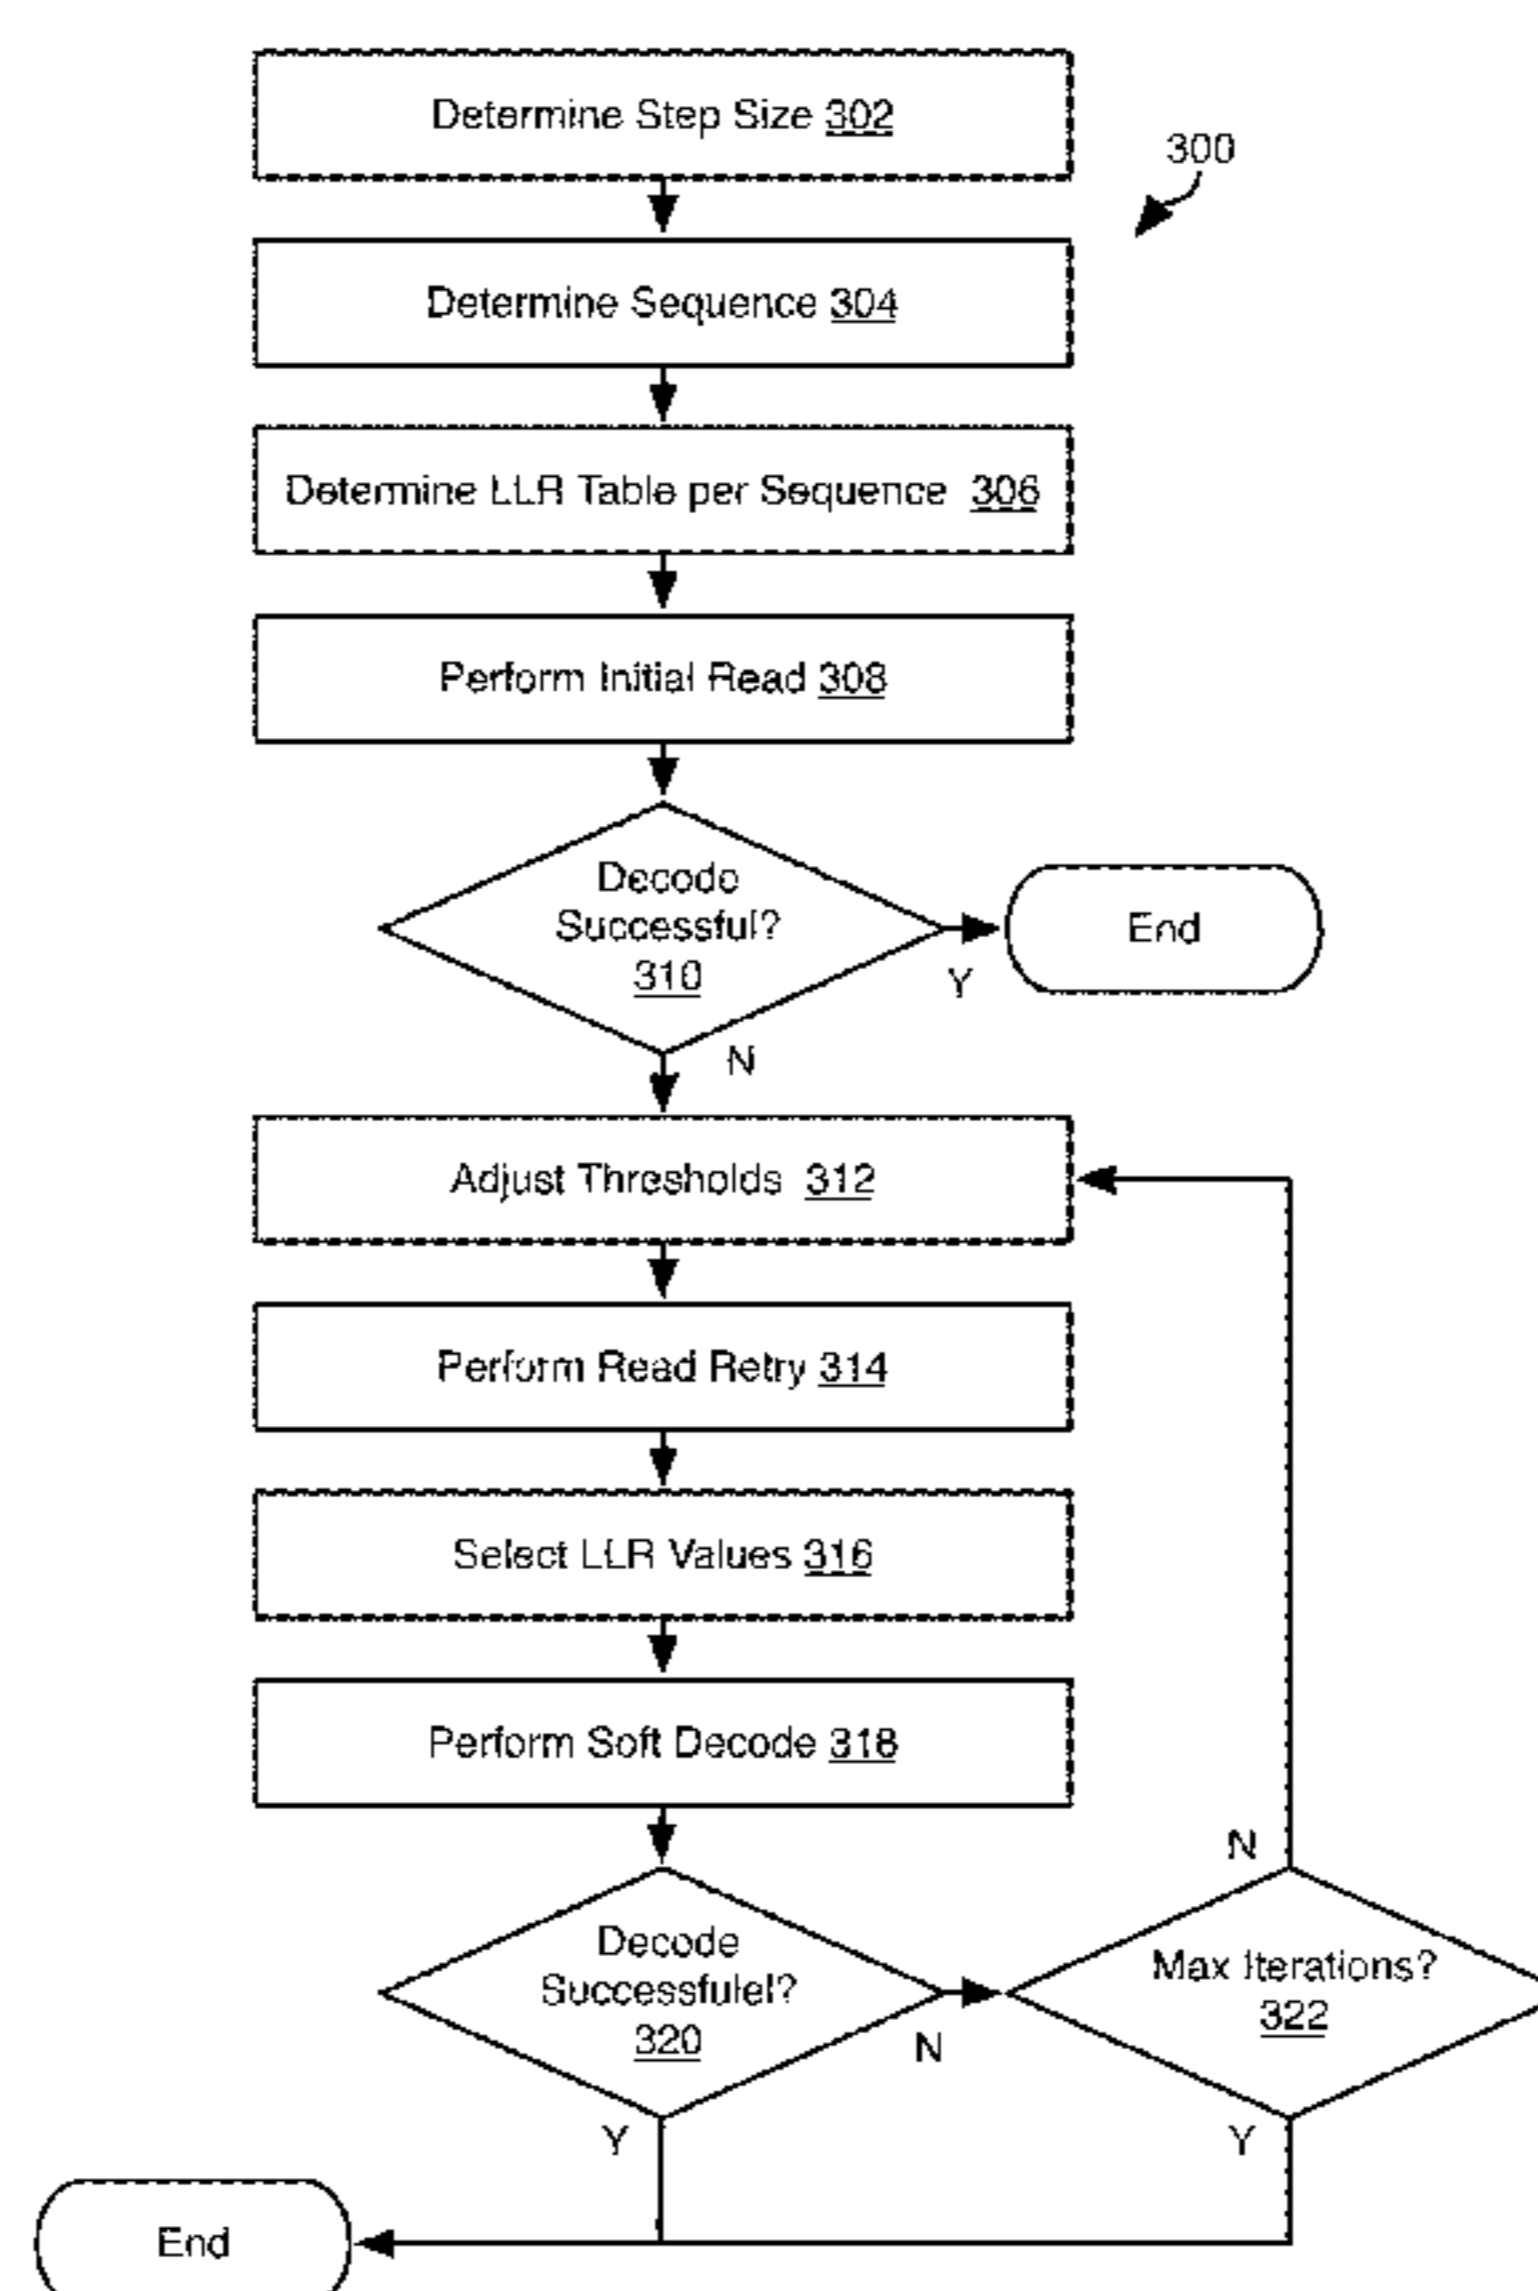 Determine Step Size 302
300
Determine Sequence 304
Determine LLR Table per Sequence 306
Perform Initial Read 308
Decode
Successful?
310
End
Y
N
Adjust Thresholds 312
Perform Read Retry 314
Select LLR Values 316
Perform Soft Decode 318
N
Decode
Successfulel?
320
Max Iterations?
322
N
Y
Y
End